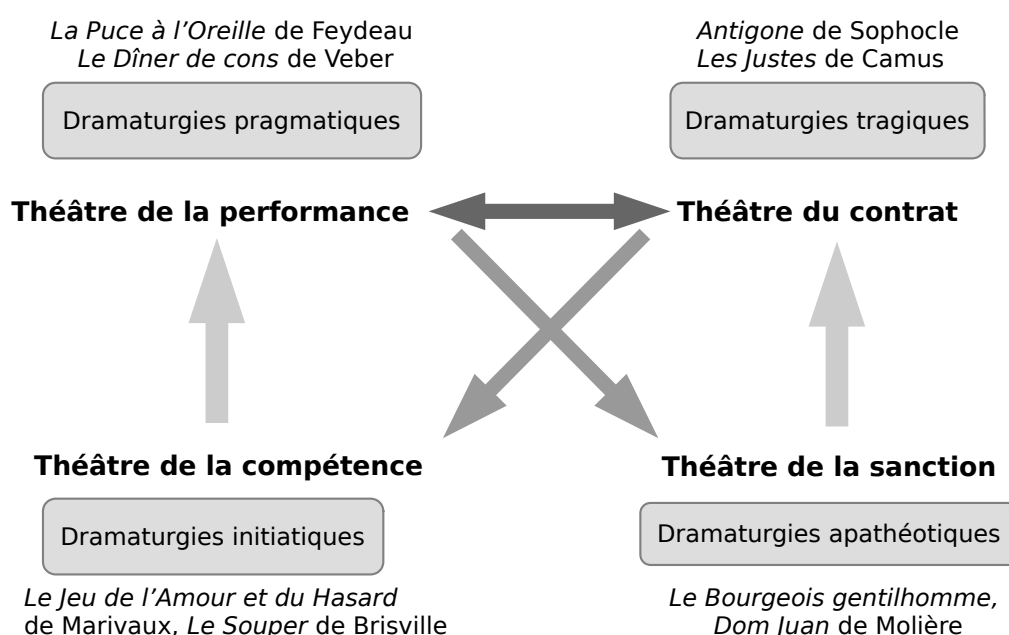 La Puce à l’Oreille de Feydeau
Le Dîner de cons de Veber
Dramaturgies pragmatiques
Théâtre de la performance
Antigone de Sophocle
Les Justes de Camus
Dramaturgies tragiques
Théâtre du contrat
Théâtre de la compétence
Dramaturgies initiatiques
Le Jeu de l’Amour et du Hasard
de Marivaux, Le Souper de Brisville
Théâtre de la sanction
Dramaturgies apathéotiques
Le Bourgeois gentilhomme,
Dom Juan de Molière